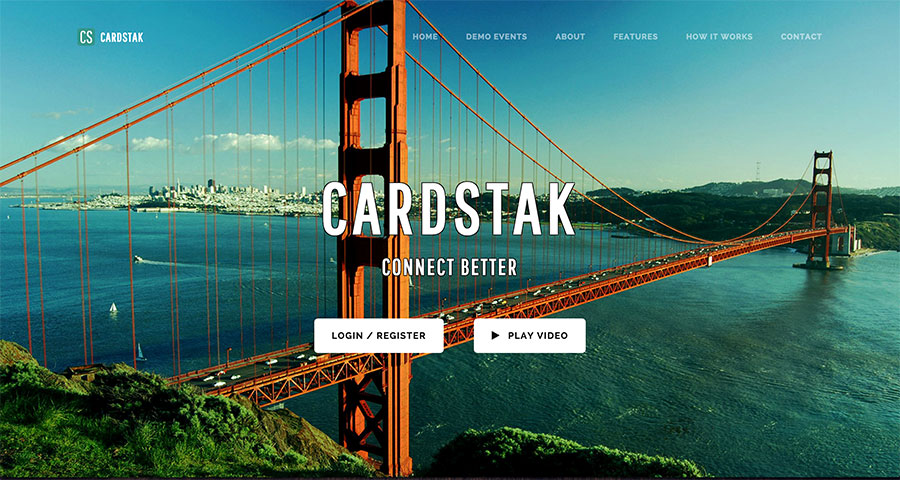 CS CARDSTAK
HOME DEMO EVENTS ABOUT FEATURES HOW IT WORKS CONTACT
CARDSTAK
CONNECT BETTER
LOGIN / REGISTER
PLAY VIDEO